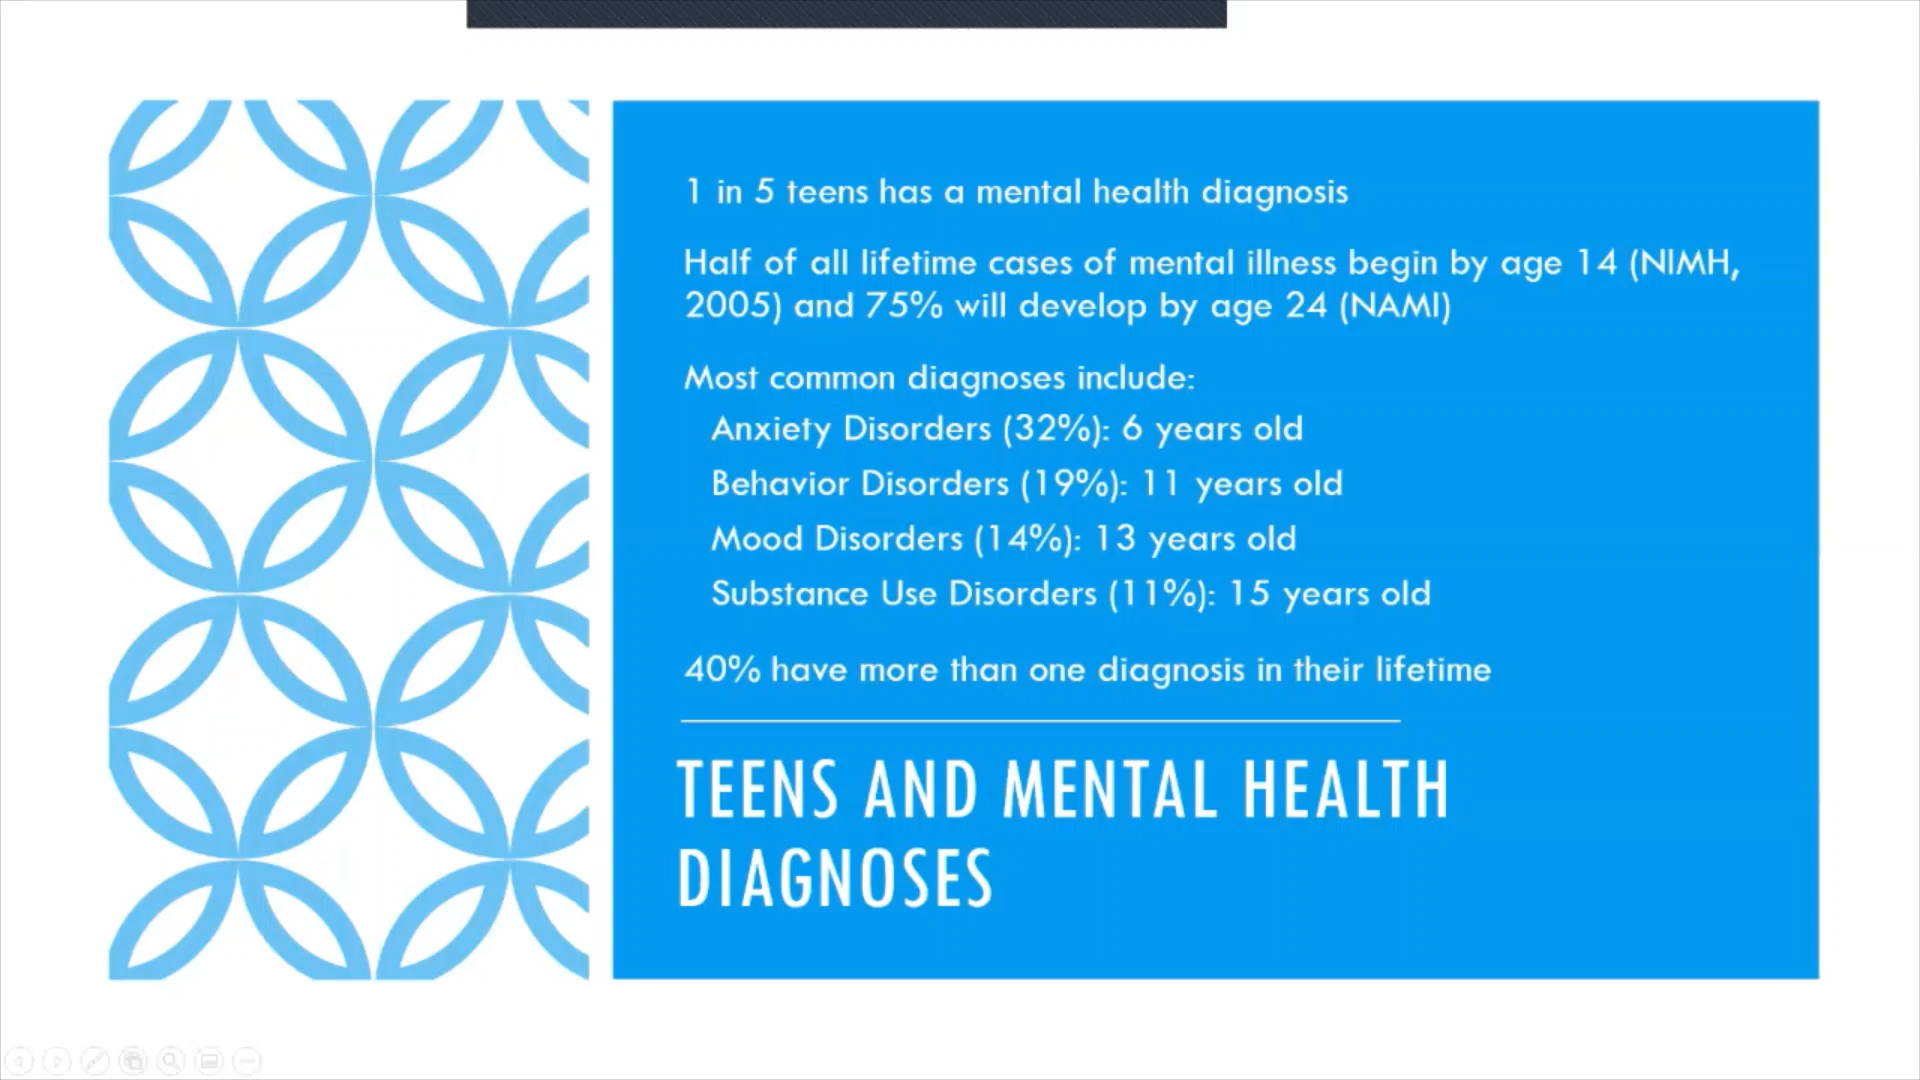 1 in 5 teens has a mental health diagnosis
Half of all lifetime cases of mental illness begin by age 14 (NIMH,
2005) and 75% will develop by age 24 (NAMI)
Most common diagnoses include:
Anxiety Disorders (32%): 6 years old
Behavior Disorders (19%): 11 years old
Mood Disorders (14%): 13 years old
Substance Use Disorders (11%): 15 years old
40% have more than one diagnosis in their lifetime
TEENS AND MENTAL HEALTH
DIAGNOSES